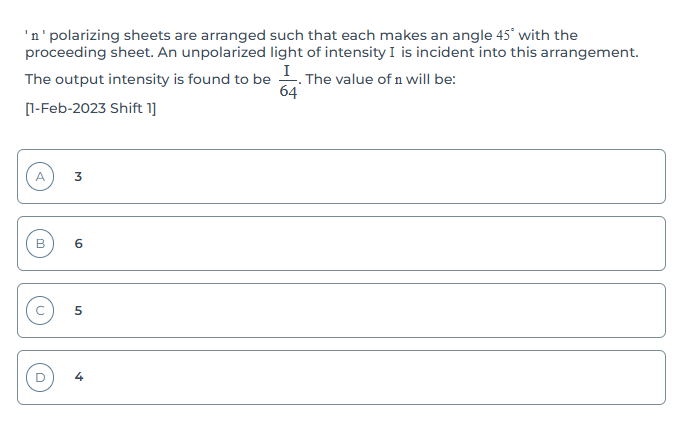 'n' polarizing sheets are arranged such that each makes an angle 45° with the
proceeding sheet. An unpolarized light of intensity I is incident into this arrangement.
The output intensity is found to be I/64. The value of n will be:
[1-Feb-2023 Shift 1]
A 3
B 6
C 5
D 4